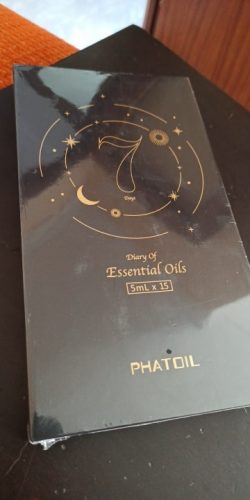 7
Days
Diary Of
Essential Oils
5mL x 15
PHATOIL